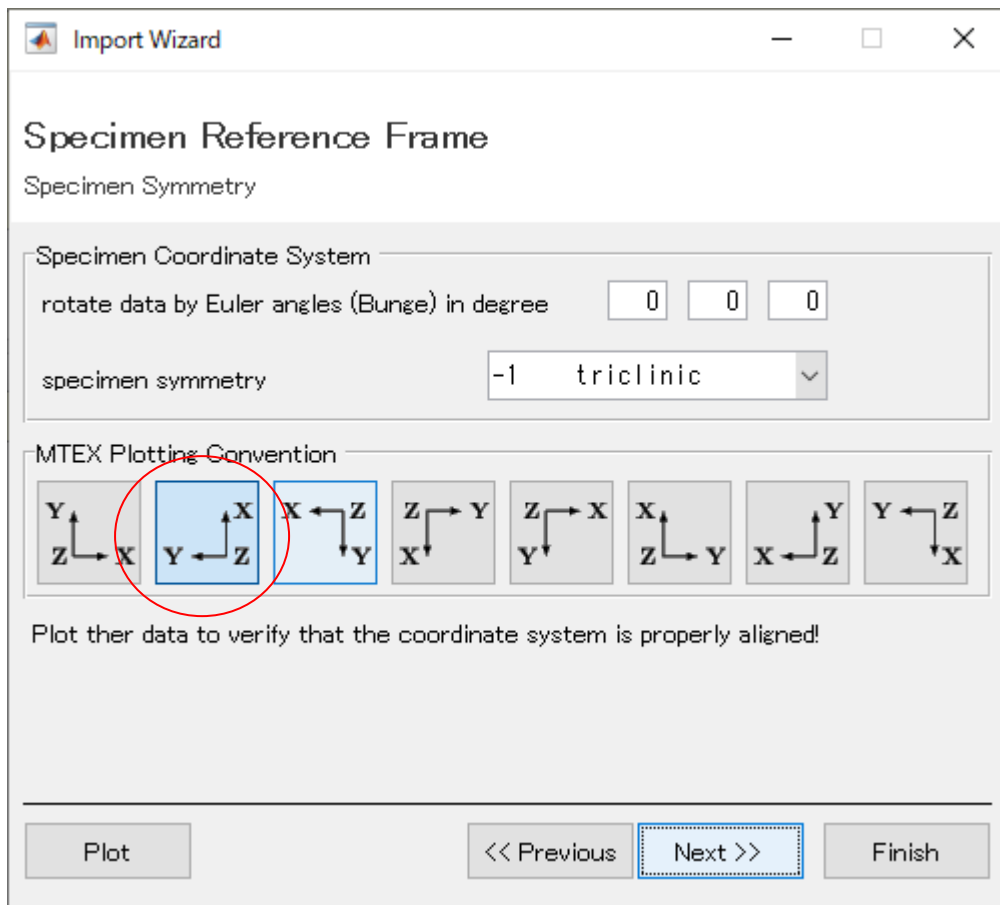 Import Wizard
Specimen Reference Frame
Specimen Symmetry
Specimen Coordinate System
rotate data by Euler angles (Bunge) in degree 0 0 0
specimen symmetry -1 triclinic
MTEX Plotting Convention
Y X X Z Z Y Z X X Y Y Z
Z X Y Z Y X Y Z Y X Z X
Plot ther data to verify that the coordinate system is properly aligned!
Plot << Previous Next >> Finish